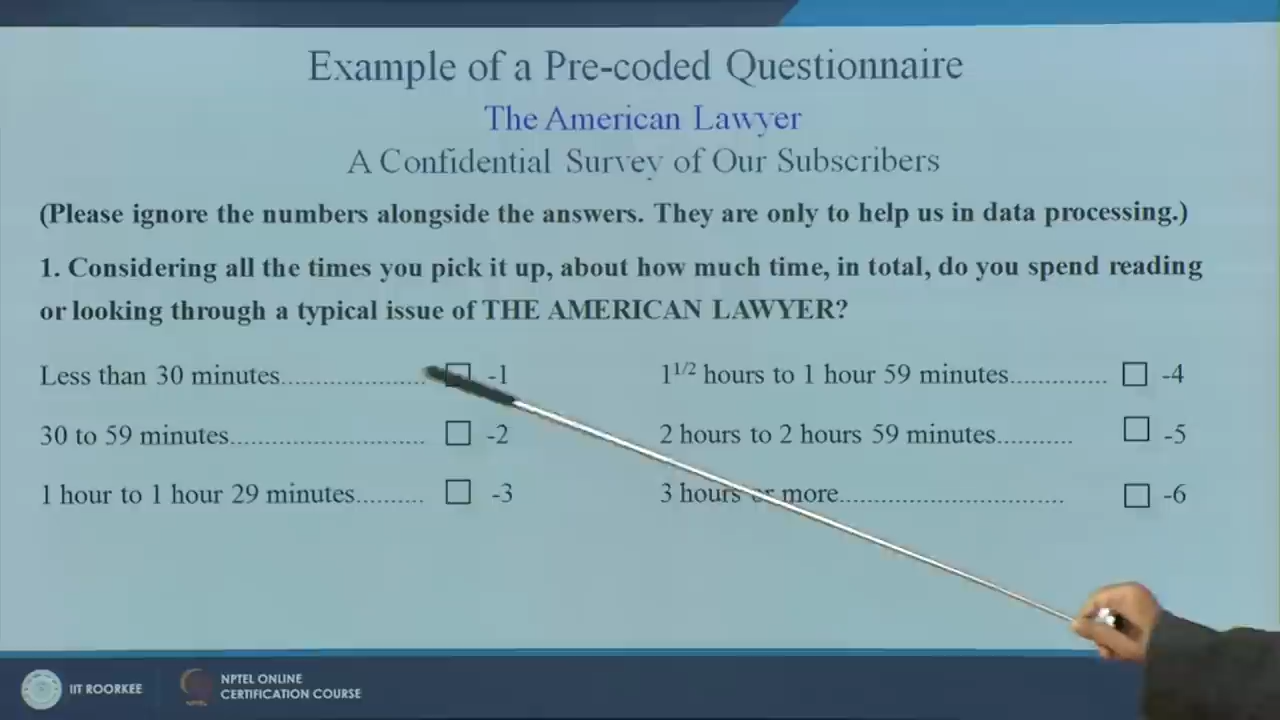 Example of a Pre-coded Questionnaire
The American Lawyer
A Confidential Survey of Our Subscribers
(Please ignore the numbers alongside the answers. They are only to help us in data processing.)
1. Considering all the times you pick it up, about how much time, in total, do you spend reading
or looking through a typical issue of THE AMERICAN LAWYER?
Less than 30 minutes.................... -1
30 to 59 minutes........................... -2
1 hour to 1 hour 29 minutes.......... -3
1 1/2 hours to 1 hour 59 minutes.............. -4
2 hours to 2 hours 59 minutes........... -5
3 hours or more................................ -6
IIT ROORKEE
NPTEL ONLINE
CERTIFICATION COURSE
NPTEL